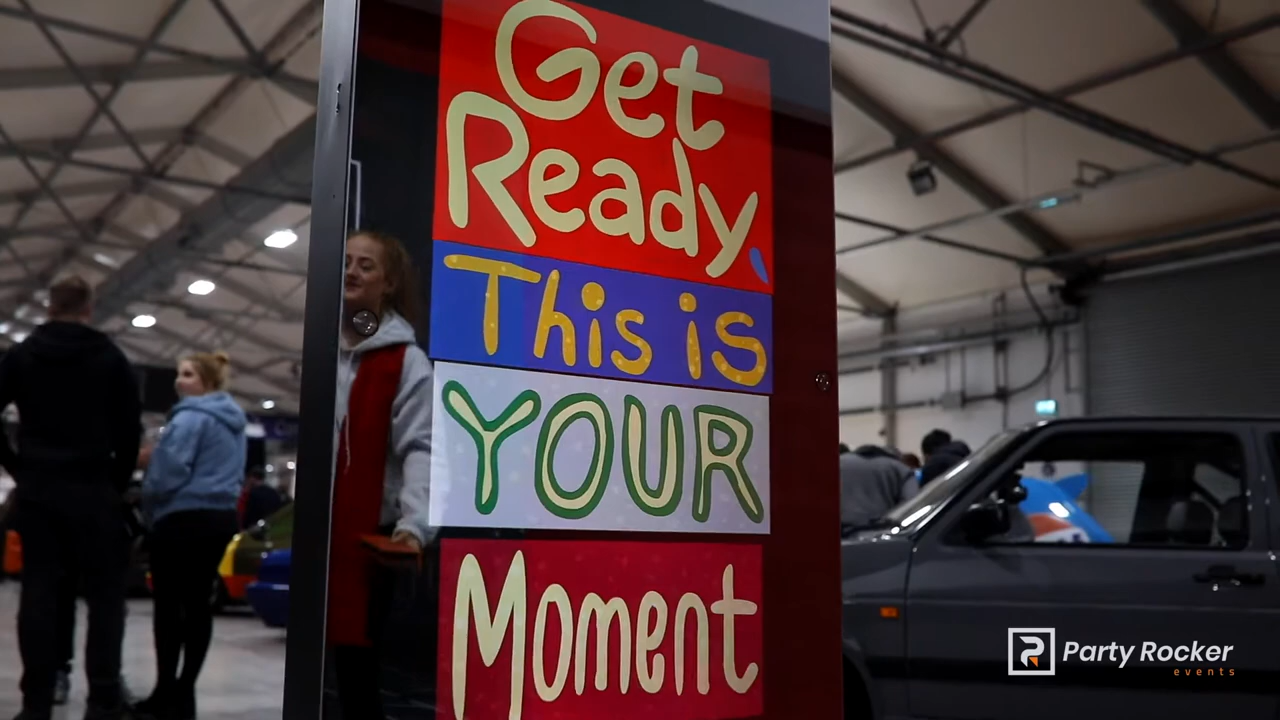 Get
Ready,
This is
YOUR
Moment
Party Rocker
events